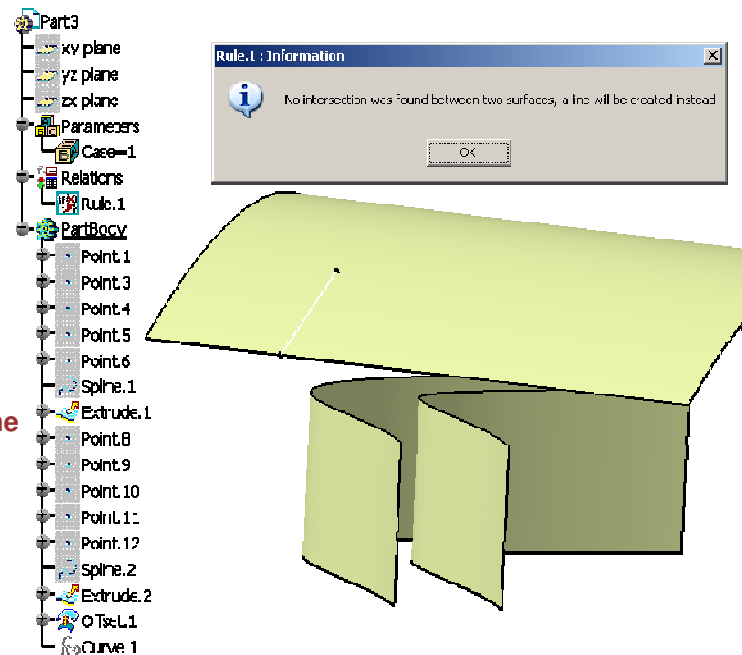 Part3
xy plane
yz plane
zx plane
Parameters
Case=1
Relations
Rule.1
PartBody
Point.1
Point.3
Point.4
Point.5
Point.6
Spline.1
Extrude.1
ne
Point.8
Point.9
Point.10
Point.11
Point.12
Spline.2
Extrude.2
Offset.1
Curve.1
Rule.1 : Information
No intersection was found between two surfaces, a line will be created instead
OK